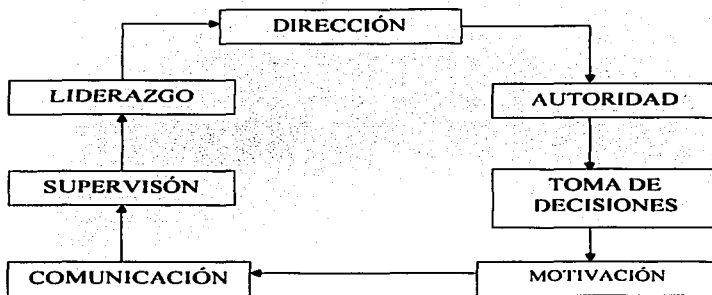 DIRECCIÓN
LIDERAZGO
AUTORIDAD
SUPERVISÓN
TOMA DE
DECISIONES
COMUNICACIÓN
MOTIVACIÓN